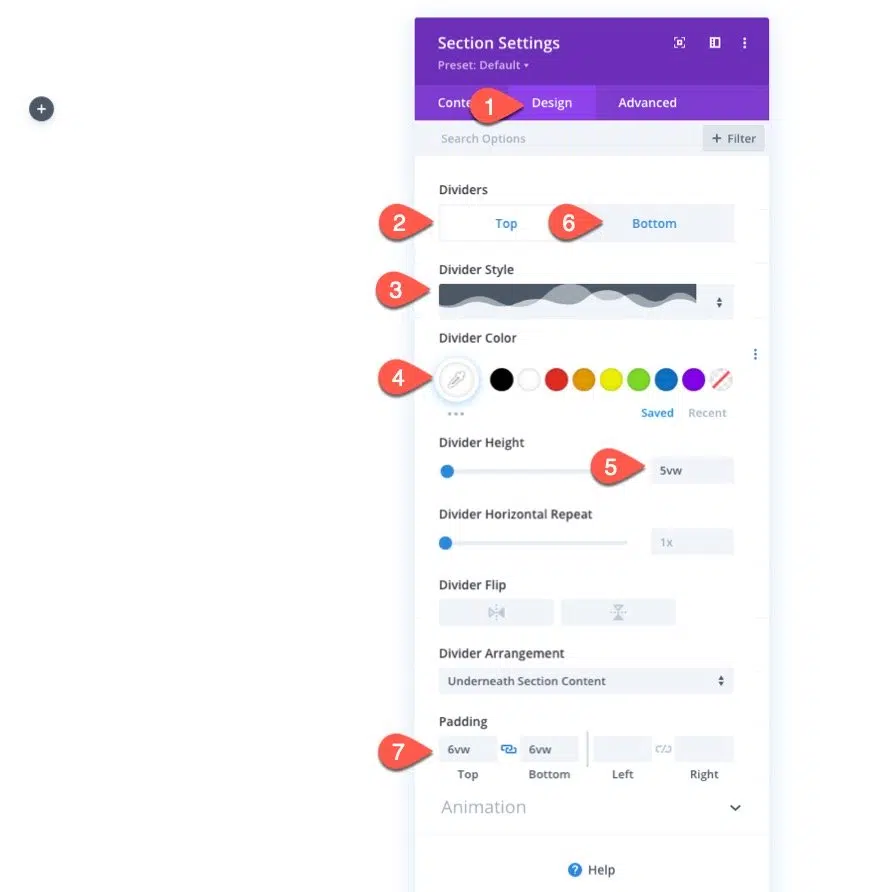 Section Settings
Preset: Default
Conte
1
Design
Advanced
Search Options
+ Filter
Dividers
2
Top
6
Bottom
Divider Style
3
Divider Color
4
Saved
Recent
Divider Height
5
5vw
Divider Horizontal Repeat
1x
Divider Flip
Divider Arrangement
Underneath Section Content
Padding
7
6vw
6vw
Top
Bottom
Left
Right
Animation
? Help